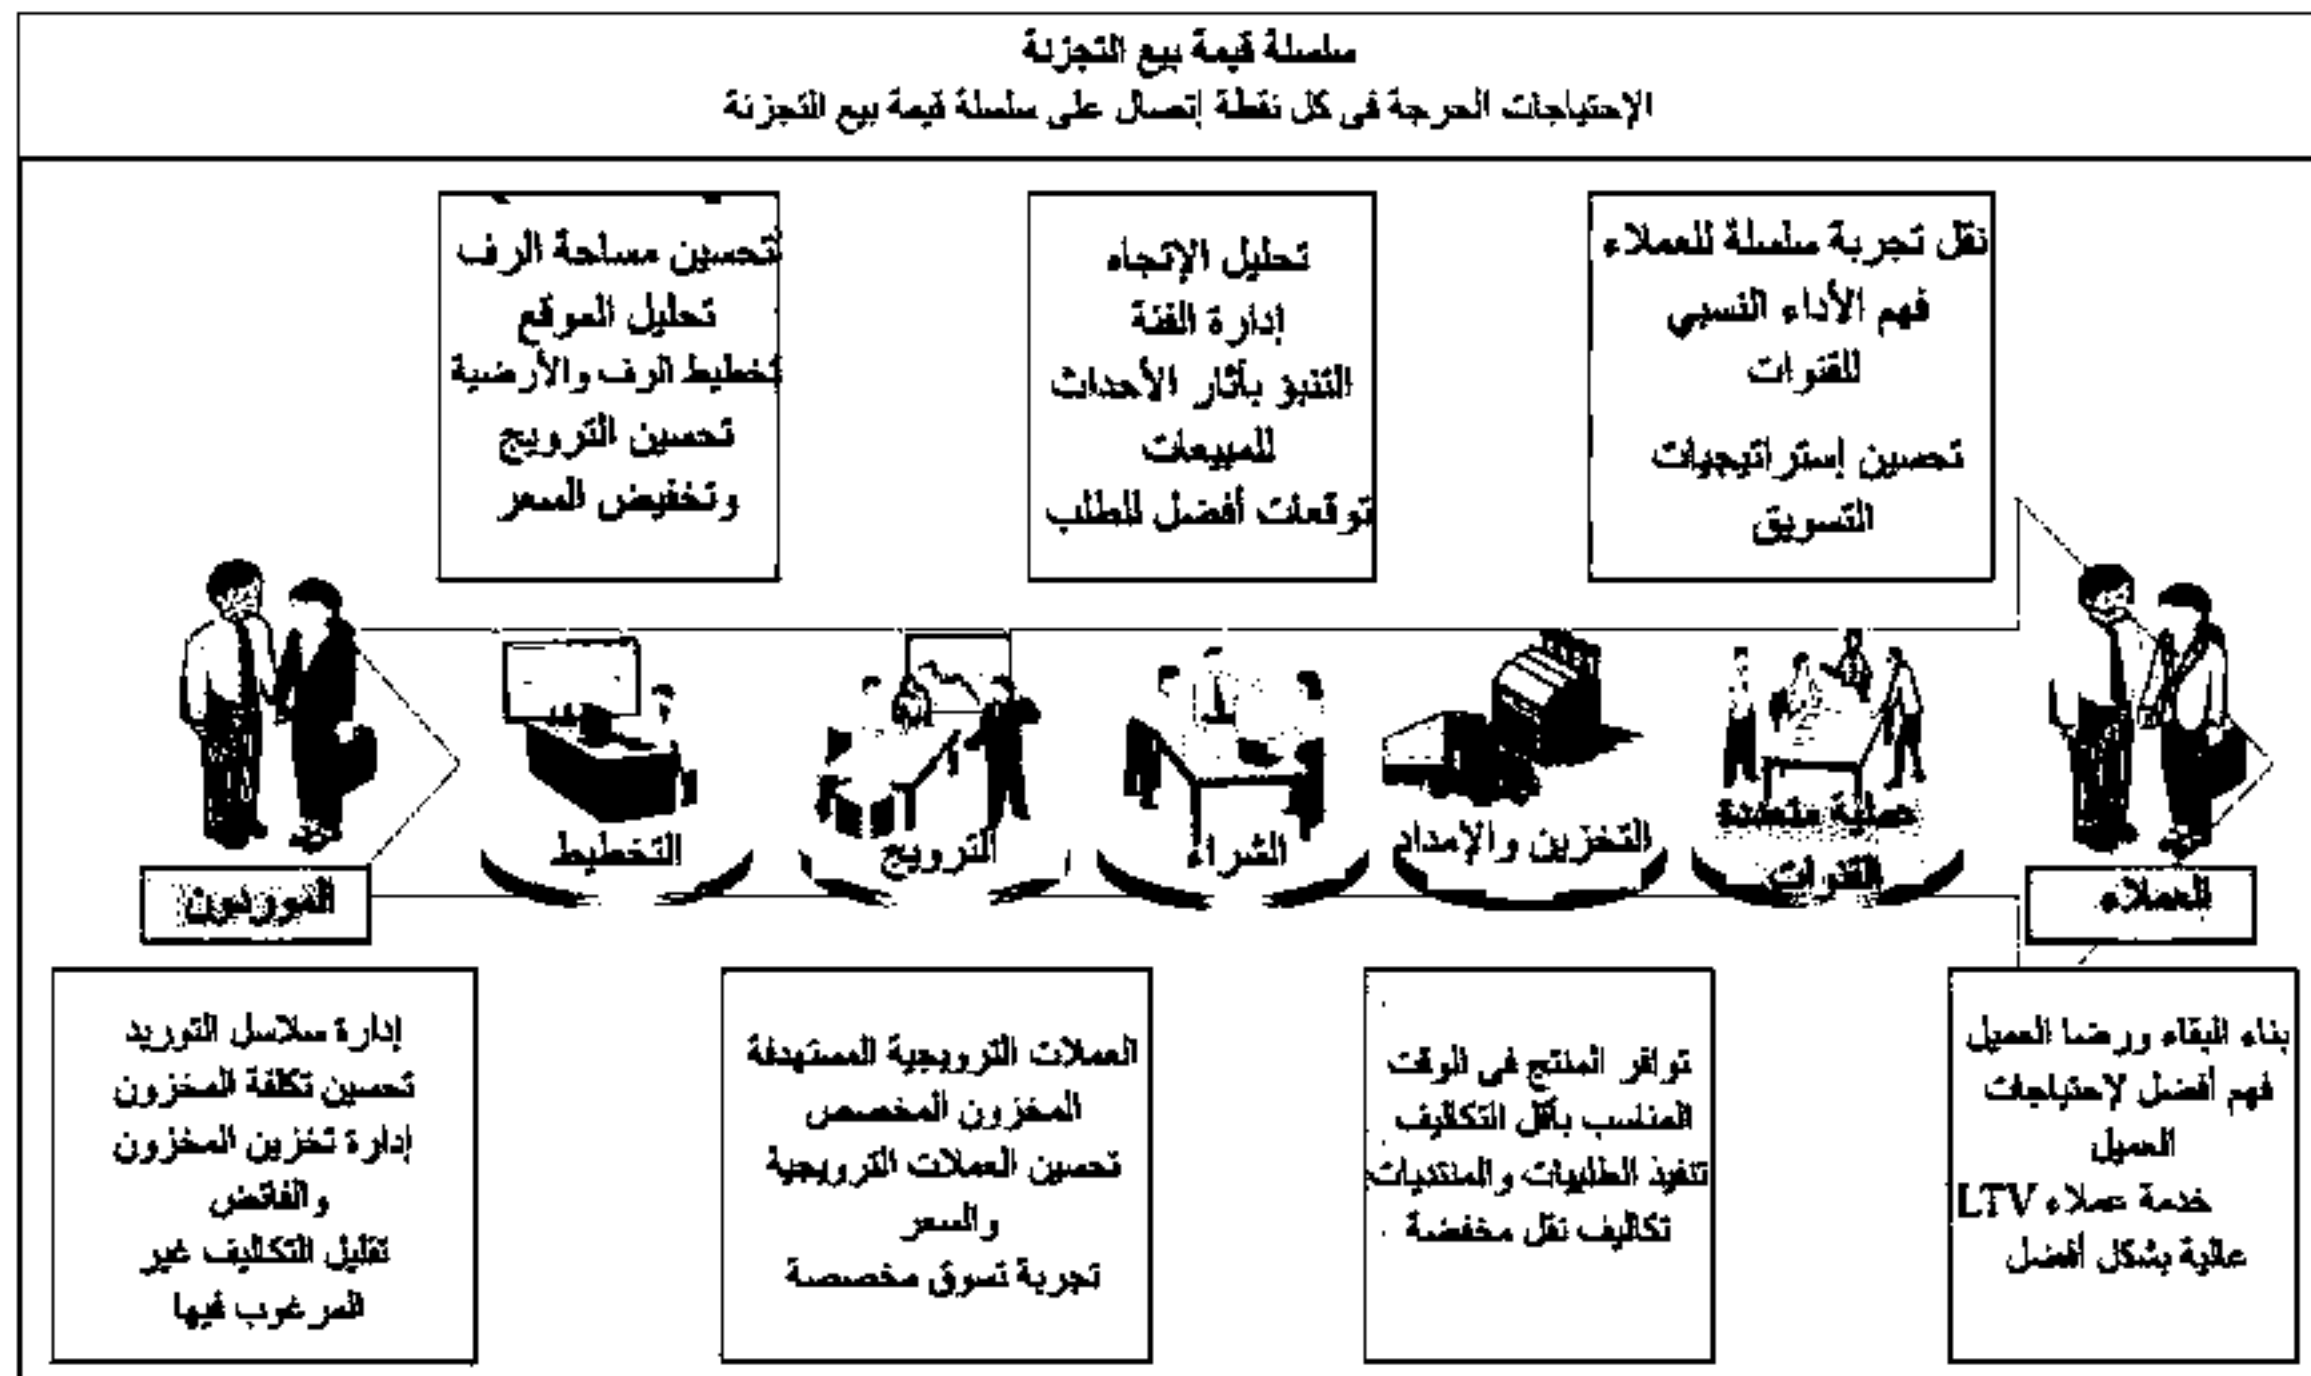 سلسلة قيمة بيع التجزئة
الإحتياجات الحرجة فى كل نقطة إتصال على سلسلة قيمة بيع التجزئة
نقل تجربة سلسلة للعملاء
فهم الأداء النسبي
للقنوات
تحسين إستراتيجيات
التسويق
تحليل الإتجاه
إدارة الفئة
التنبؤ بآثار الأحداث
للمبيعات
توقعات أفضل للطلب
تحسين مساحة الرف
تحليل الموقع
تخطيط الرف والأرضية
تحسين الترويج
وتخفيض السعر
العملاء
عملية متعددة
القنوات
التخزين والإمداد
الشراء
الترويج
التخطيط
الموردون
بناء البقاء ورضا العميل
فهم أفضل لإحتياجات
العميل
خدمة عملاء LTV
عالية بشكل أفضل
توافر المنتج فى الوقت
المناسب بأقل التكاليف
تنفيذ الطلبيات والمنتديات
تكاليف نقل مخفضة
العملات الترويجية المستهدفة
المخزون المخصص
تحسين العملات الترويجية
والسعر
تجربة تسوق مخصصة
إدارة سلاسل التوريد
تحسين تكلفة المخزون
إدارة تخزين المخزون
والفائض
تقليل التكاليف غير
المرغوب فيها